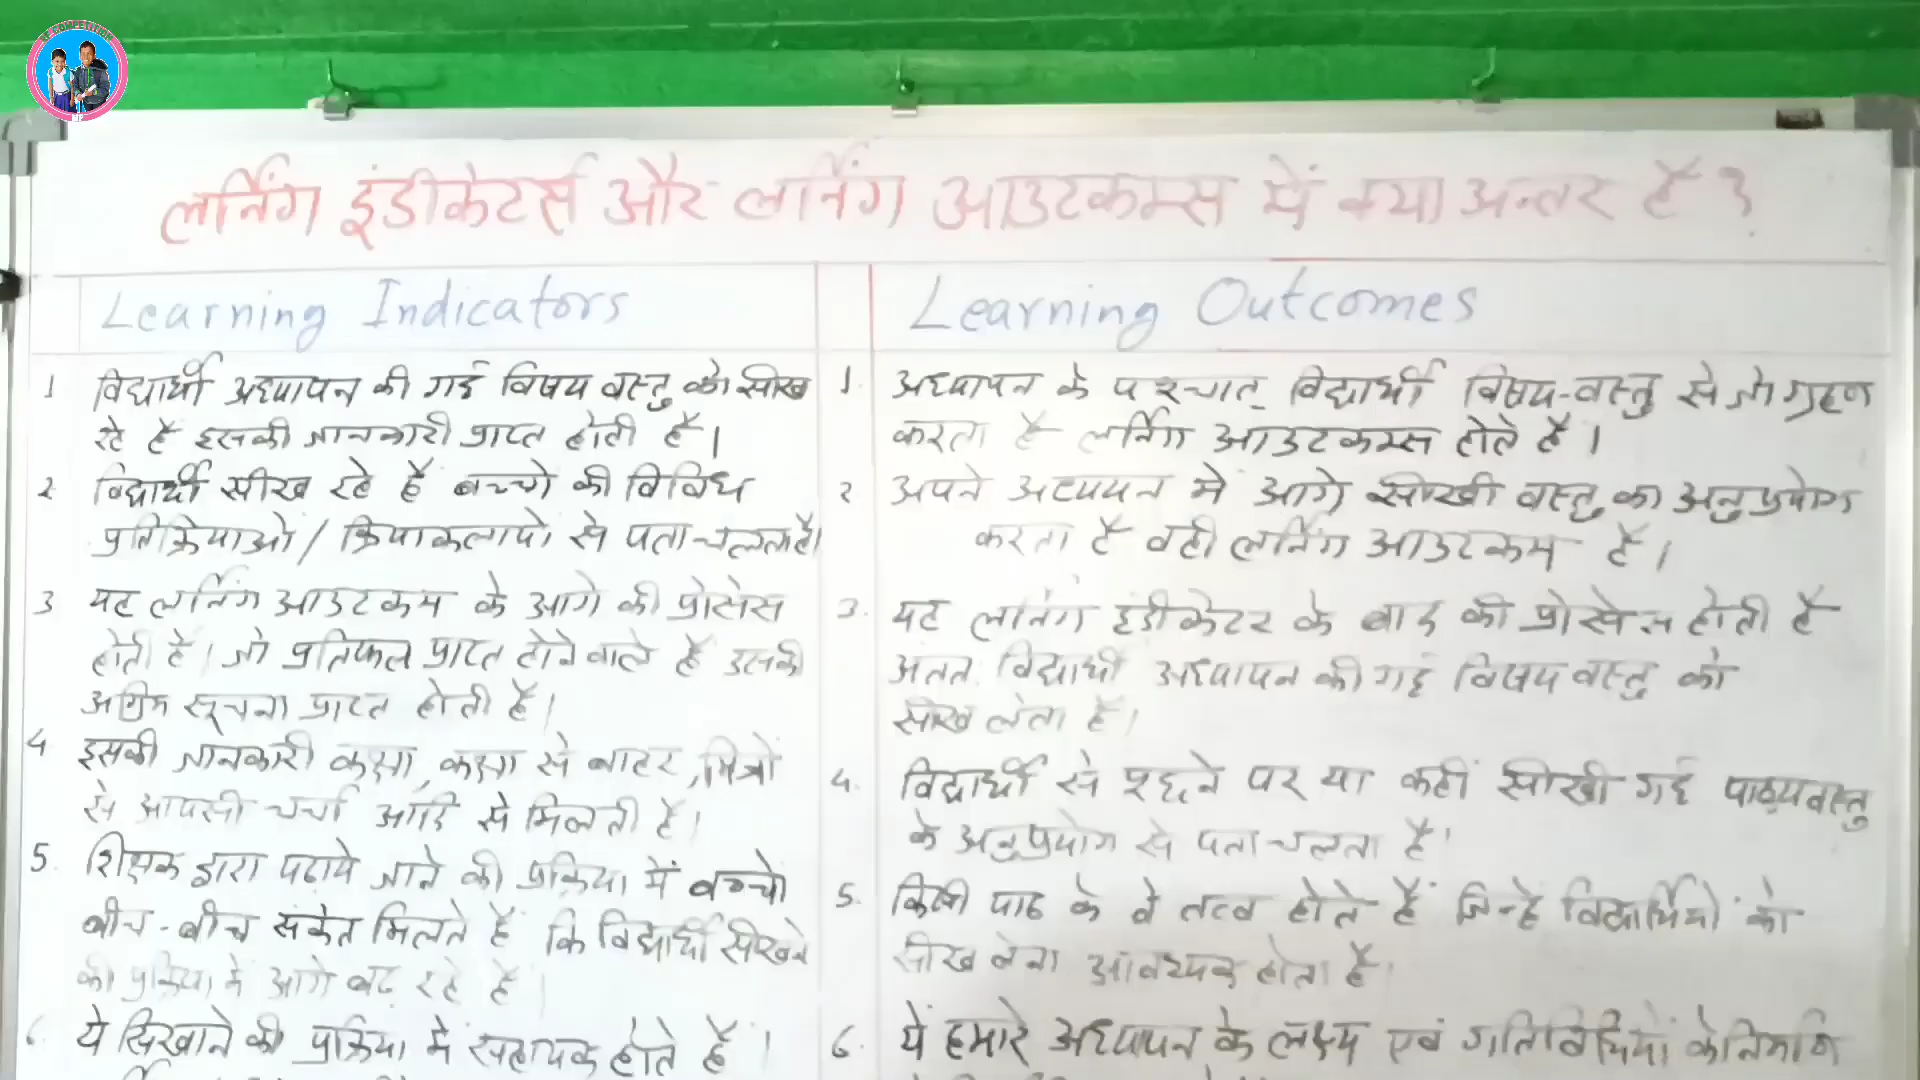 लर्निंग इंडीकेटर्स और लर्निंग आउटकम्स में क्या अन्तर है ?
Learning Indicators
1 विद्यार्थी अध्यापन की गई विषय वस्तु को सीख
रहे है इसकी जानकारी प्राप्त होती है।
2 विद्यार्थी सीख रहे हैं बच्चो की विविध
प्रतिक्रियाओ / क्रियाकलापो से पता चलता है।
3 यह लर्निंग आउटकम के आगे की प्रोसेस
होती है। जो प्रतिफल प्राप्त होने वाले है उसकी
अग्रिम सूचना प्राप्त होती है।
4 इसकी जानकारी कक्षा, कक्षा से बाहर, मित्रों
से आपसी चर्चा आदि से मिलती है।
5. शिक्षक द्वारा पढाये जाने की प्रक्रिया में बच्चो
बीच-बीच संकेत मिलते हैं कि विद्यार्थी सीखने
की प्रक्रिया मे आगे बढ़ रहे है।
6. ये सिखाने की प्रक्रिया मे सहायक होते हैं।
Learning Outcomes
1. अध्यापन के पश्चात् विद्यार्थी विषय-वस्तु से जो ग्रहण
करता है लर्निंग आउटकम्स होते है।
2 अपने अध्ययन मे आगे सीखी वस्तु का अनुप्रयोग
करता है वही लर्निंग आउटकम है।
3. यह लर्निंग इंडीकेटर के बाद की प्रोसेस होती है
अंतत: विद्यार्थी अध्यापन की गई विषय वस्तु को
सीख लेता है।
4. विद्यार्थी से पूछने पर या कहीं सीखी गई पाठ्यवस्तु
के अनुप्रयोग से पता चलता है।
5. किसी पाठ के वे तत्व होते हैं जिन्हे विद्यार्थियो को
सीख लेना आवश्यक होता है।
6. ये हमारे अध्यापन के लक्ष्य एवं गतिविधियों के निर्माण